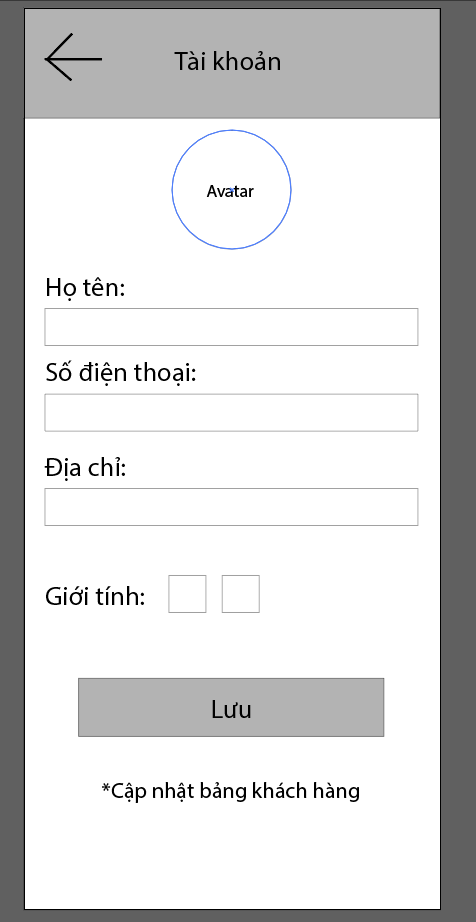 Tài khoản
Avatar
Họ tên:
Số điện thoại:
Địa chỉ:
Giới tính:
Lưu
*Cập nhật bảng khách hàng